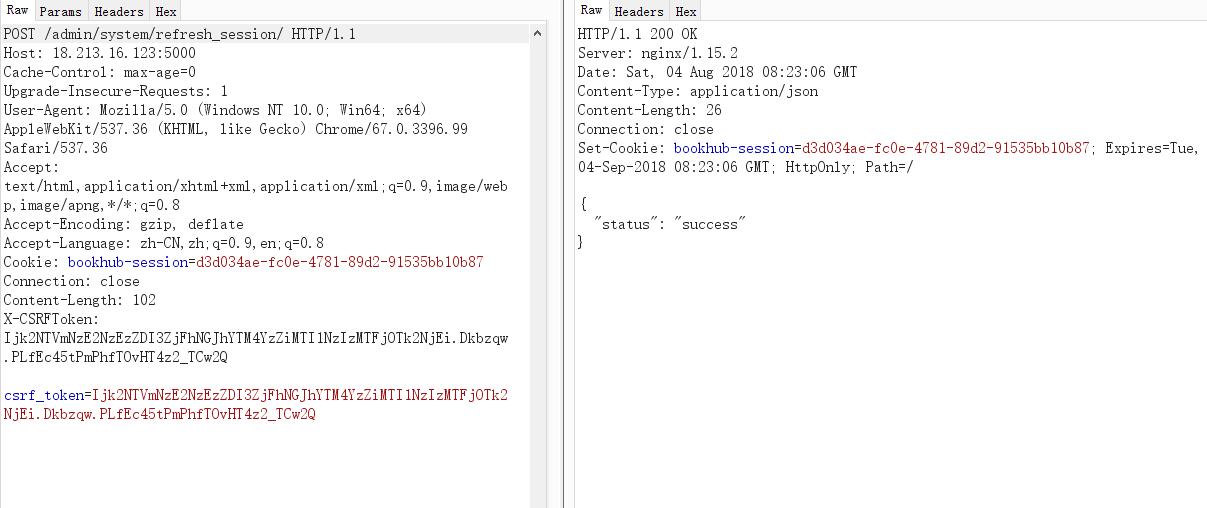 Raw Params Headers Hex
POST /admin/system/refresh_session/ HTTP/1.1
Host: 18.213.16.123:5000
Cache-Control: max-age=0
Upgrade-Insecure-Requests: 1
User-Agent: Mozilla/5.0 (Windows NT 10.0; Win64; x64)
AppleWebKit/537.36 (KHTML, like Gecko) Chrome/67.0.3396.99
Safari/537.36
Accept:
text/html,application/xhtml+xml,application/xml;q=0.9,image/web
p,image/apng,*/*;q=0.8
Accept-Encoding: gzip, deflate
Accept-Language: zh-CN,zh;q=0.9,en;q=0.8
Cookie: bookhub-session=d3d034ae-fc0e-4781-89d2-91535bb10b87
Connection: close
Content-Length: 102
X-CSRFToken:
Ijk2NTVmNzE2NzEzZDI3ZjFhNGJhYTM4YzZiMTI1NzIzMTFjOTk2NjEi.Dkbzqw
.PLfEc45tPmPhfTOvHT4z2_TCw2Q
csrf_token=Ijk2NTVmNzE2NzEzZDI3ZjFhNGJhYTM4YzZiMTI1NzIzMTFjOTk2
NjEi.Dkbzqw.PLfEc45tPmPhfTOvHT4z2_TCw2Q
Raw Headers Hex
HTTP/1.1 200 OK
Server: nginx/1.15.2
Date: Sat, 04 Aug 2018 08:23:06 GMT
Content-Type: application/json
Content-Length: 26
Connection: close
Set-Cookie: bookhub-session=d3d034ae-fc0e-4781-89d2-91535bb10b87; Expires=Tue,
04-Sep-2018 08:23:06 GMT; HttpOnly; Path=/
{
"status": "success"
}